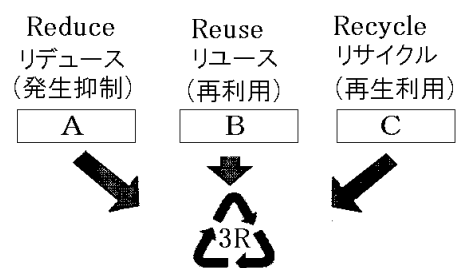 Reduce
リデュース
(発生抑制)
A
Reuse
リユース
(再利用)
B
Recycle
リサイクル
(再生利用)
C
3R